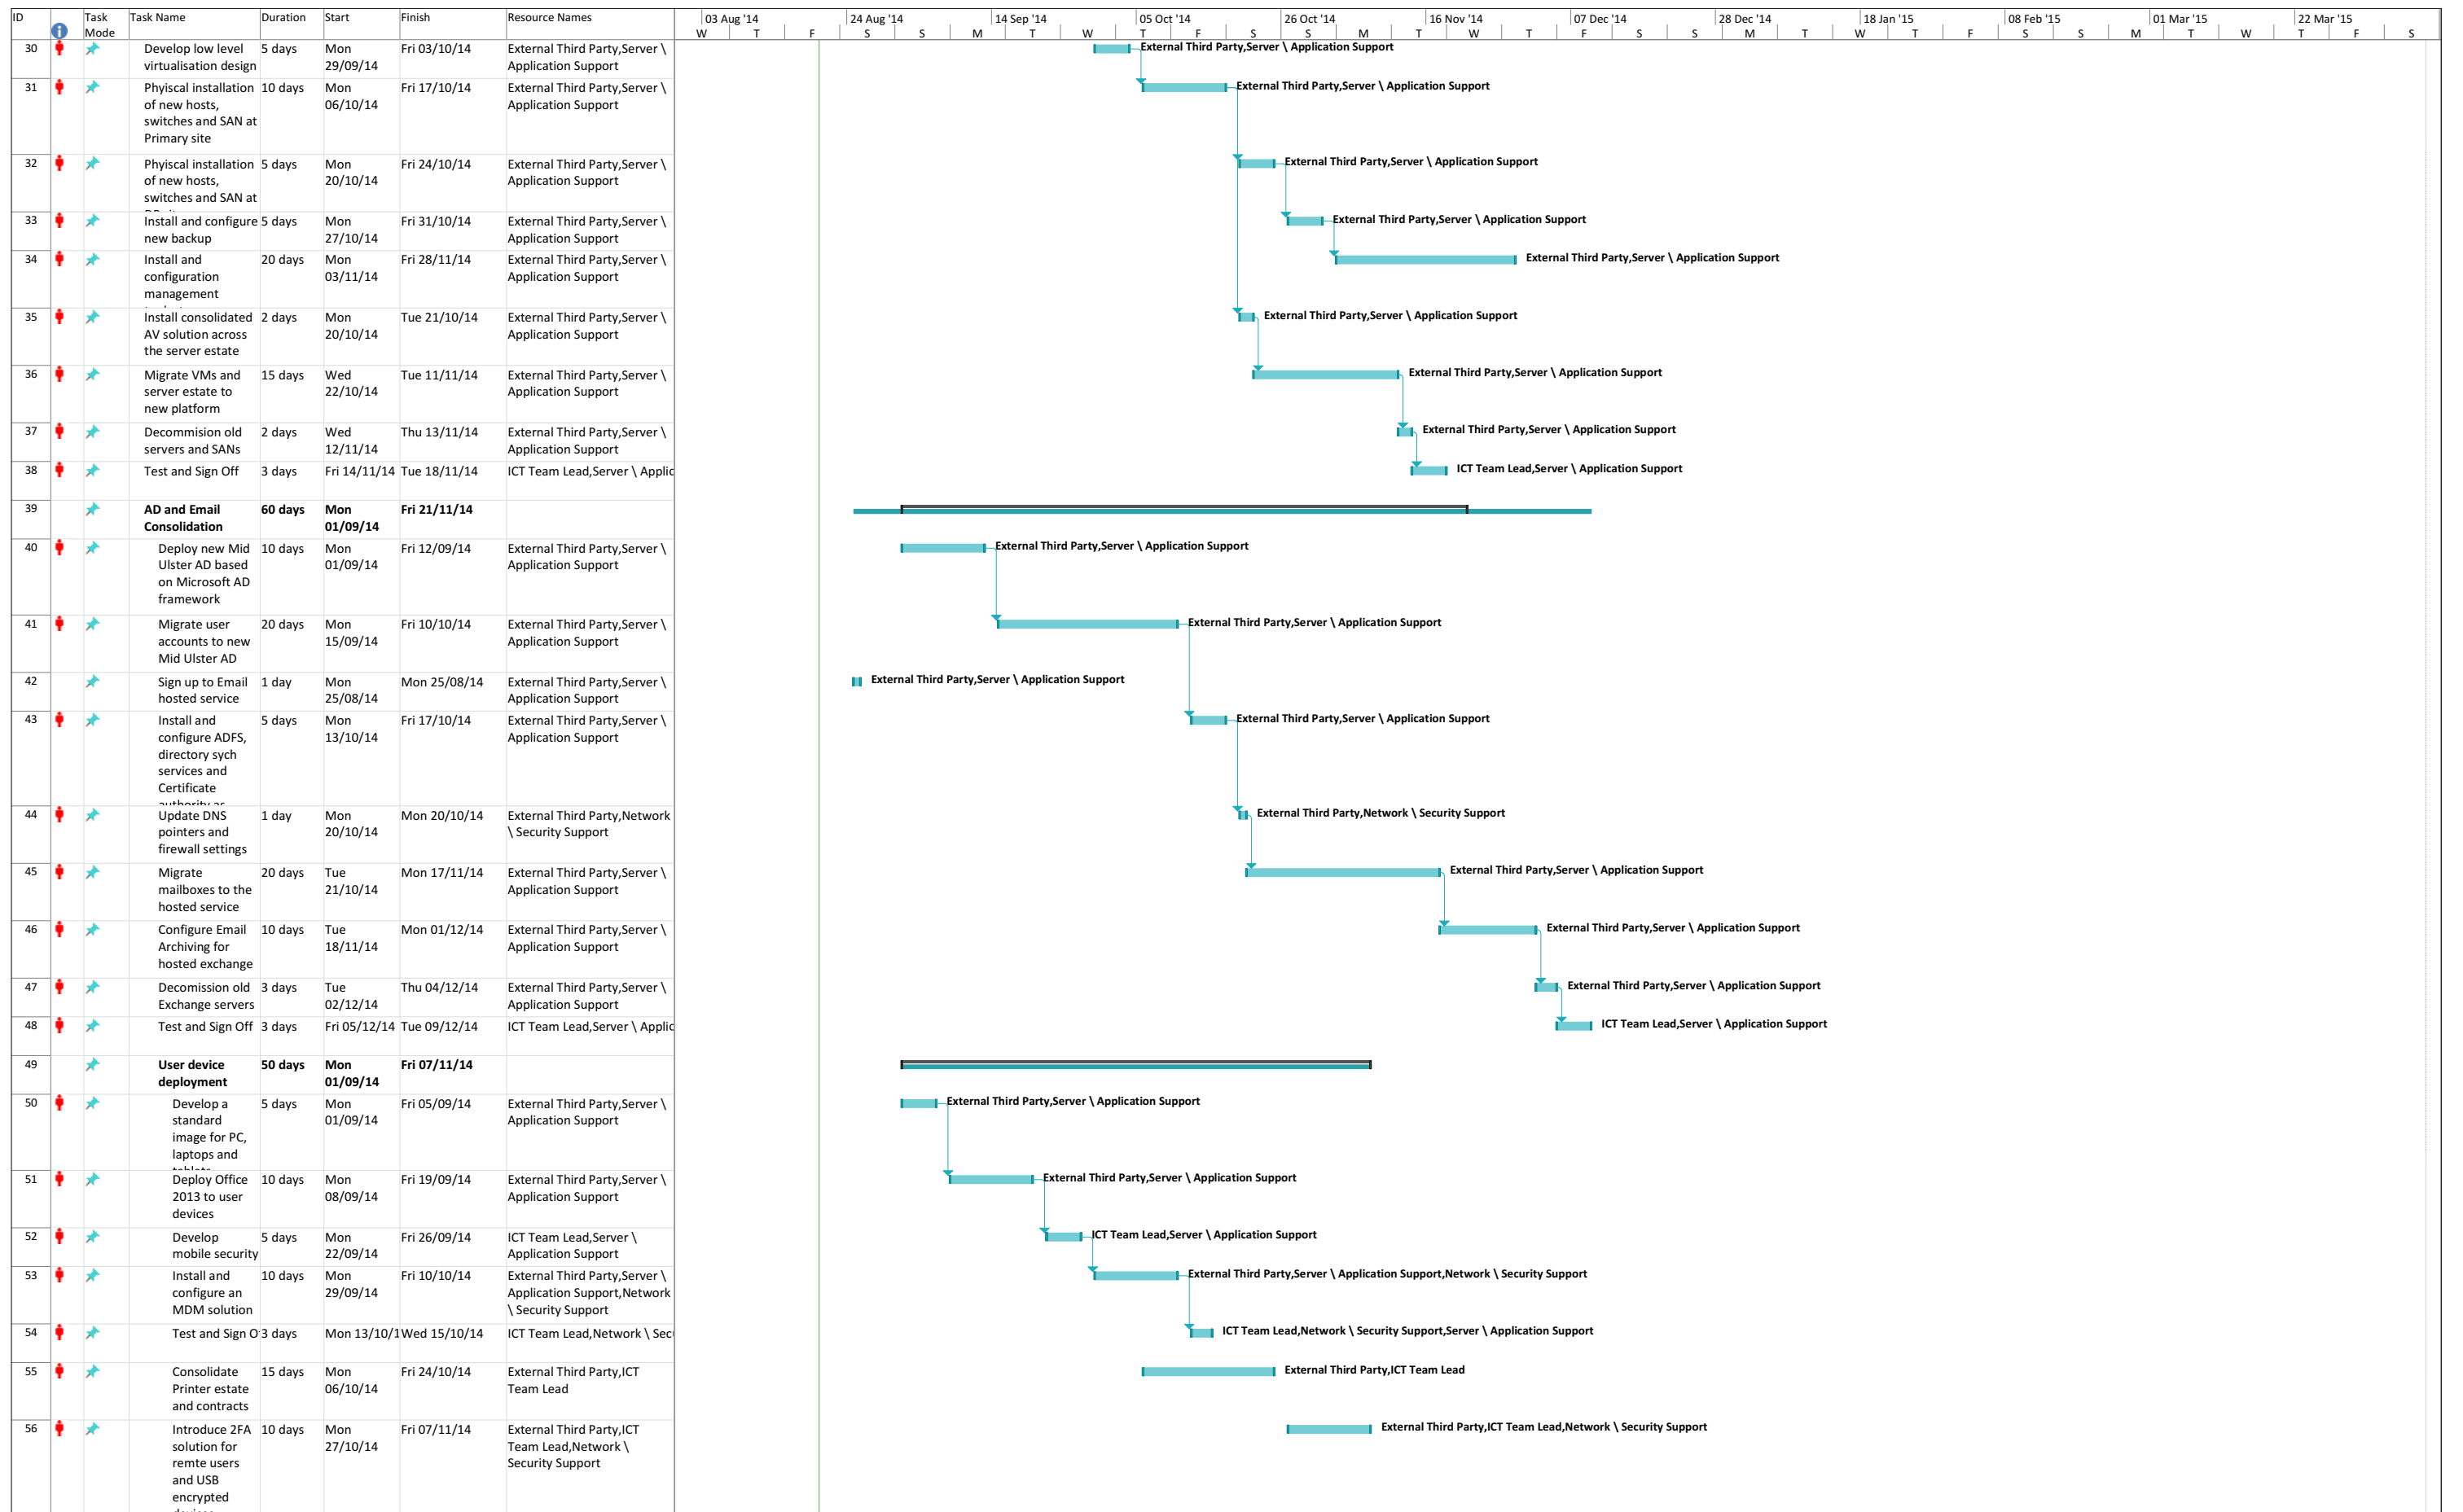 ID Task Mode Task Name Duration Start Finish Resource Names
03 Aug '14 24 Aug '14 14 Sep '14 05 Oct '14 26 Oct '14 16 Nov '14 07 Dec '14 28 Dec '14 18 Jan '15 08 Feb '15 01 Mar '15 22 Mar '15
W T F S S M T W T F S S M T W T F S S M T W T F S S M T W T F S
30 Develop low level virtualisation design 5 days Mon 29/09/14 Fri 03/10/14 External Third Party,Server \ Application Support
External Third Party,Server \ Application Support
31 Phyiscal installation of new hosts, switches and SAN at Primary site 10 days Mon 06/10/14 Fri 17/10/14 External Third Party,Server \ Application Support
External Third Party,Server \ Application Support
32 Phyiscal installation of new hosts, switches and SAN at 5 days Mon 20/10/14 Fri 24/10/14 External Third Party,Server \ Application Support
External Third Party,Server \ Application Support
33 Install and configure new backup 5 days Mon 27/10/14 Fri 31/10/14 External Third Party,Server \ Application Support
External Third Party,Server \ Application Support
34 Install and configuration management 20 days Mon 03/11/14 Fri 28/11/14 External Third Party,Server \ Application Support
External Third Party,Server \ Application Support
35 Install consolidated AV solution across the server estate 2 days Mon 20/10/14 Tue 21/10/14 External Third Party,Server \ Application Support
External Third Party,Server \ Application Support
36 Migrate VMs and server estate to new platform 15 days Wed 22/10/14 Tue 11/11/14 External Third Party,Server \ Application Support
External Third Party,Server \ Application Support
37 Decommision old servers and SANs 2 days Wed 12/11/14 Thu 13/11/14 External Third Party,Server \ Application Support
External Third Party,Server \ Application Support
38 Test and Sign Off 3 days Fri 14/11/14 Tue 18/11/14 ICT Team Lead,Server \ Applic
ICT Team Lead,Server \ Application Support
39 AD and Email Consolidation 60 days Mon 01/09/14 Fri 21/11/14
40 Deploy new Mid Ulster AD based on Microsoft AD framework 10 days Mon 01/09/14 Fri 12/09/14 External Third Party,Server \ Application Support
External Third Party,Server \ Application Support
41 Migrate user accounts to new Mid Ulster AD 20 days Mon 15/09/14 Fri 10/10/14 External Third Party,Server \ Application Support
External Third Party,Server \ Application Support
42 Sign up to Email hosted service 1 day Mon 25/08/14 Mon 25/08/14 External Third Party,Server \ Application Support
External Third Party,Server \ Application Support
43 Install and configure ADFS, directory sych services and Certificate authority as 5 days Mon 13/10/14 Fri 17/10/14 External Third Party,Server \ Application Support
External Third Party,Server \ Application Support
44 Update DNS pointers and firewall settings 1 day Mon 20/10/14 Mon 20/10/14 External Third Party,Network \ Security Support
External Third Party,Network \ Security Support
45 Migrate mailboxes to the hosted service 20 days Tue 21/10/14 Mon 17/11/14 External Third Party,Server \ Application Support
External Third Party,Server \ Application Support
46 Configure Email Archiving for hosted exchange 10 days Tue 18/11/14 Mon 01/12/14 External Third Party,Server \ Application Support
External Third Party,Server \ Application Support
47 Decomission old Exchange servers 3 days Tue 02/12/14 Thu 04/12/14 External Third Party,Server \ Application Support
External Third Party,Server \ Application Support
48 Test and Sign Off 3 days Fri 05/12/14 Tue 09/12/14 ICT Team Lead,Server \ Applic
ICT Team Lead,Server \ Application Support
49 User device deployment 50 days Mon 01/09/14 Fri 07/11/14
50 Develop a standard image for PC, laptops and 5 days Mon 01/09/14 Fri 05/09/14 External Third Party,Server \ Application Support
External Third Party,Server \ Application Support
51 Deploy Office 2013 to user devices 10 days Mon 08/09/14 Fri 19/09/14 External Third Party,Server \ Application Support
External Third Party,Server \ Application Support
52 Develop mobile security 5 days Mon 22/09/14 Fri 26/09/14 ICT Team Lead,Server \ Application Support
ICT Team Lead,Server \ Application Support
53 Install and configure an MDM solution 10 days Mon 29/09/14 Fri 10/10/14 External Third Party,Server \ Application Support,Network \ Security Support
External Third Party,Server \ Application Support,Network \ Security Support
54 Test and Sign O 3 days Mon 13/10/1 Wed 15/10/14 ICT Team Lead,Network \ Sec
ICT Team Lead,Network \ Security Support,Server \ Application Support
55 Consolidate Printer estate and contracts 15 days Mon 06/10/14 Fri 24/10/14 External Third Party,ICT Team Lead
External Third Party,ICT Team Lead
56 Introduce 2FA solution for remte users and USB encrypted 10 days Mon 27/10/14 Fri 07/11/14 External Third Party,ICT Team Lead,Network \ Security Support
External Third Party,ICT Team Lead,Network \ Security Support